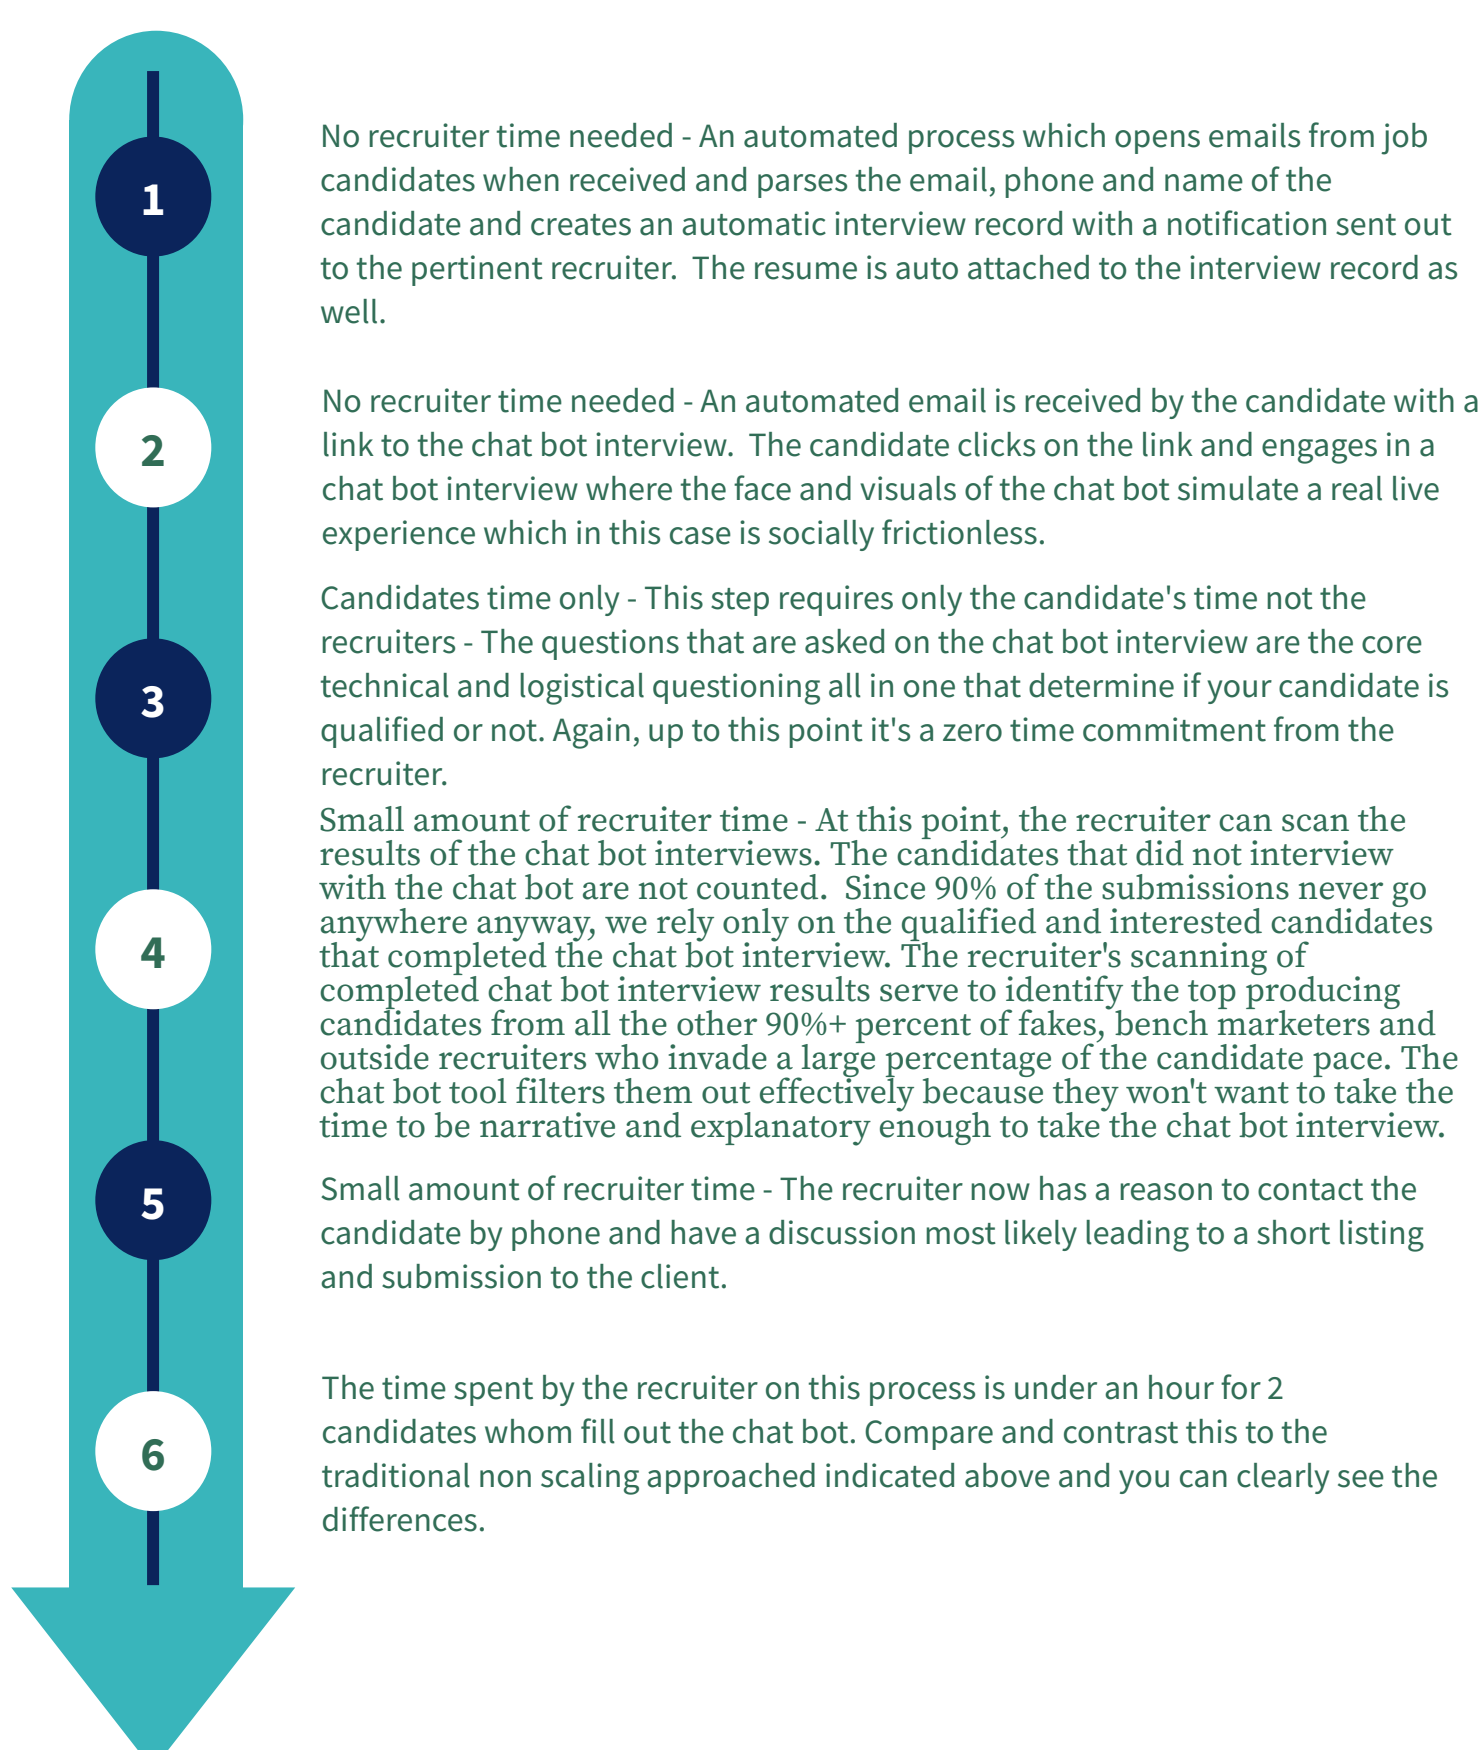 1
No recruiter time needed - An automated process which opens emails from job
candidates when received and parses the email, phone and name of the
candidate and creates an automatic interview record with a notification sent out
to the pertinent recruiter.  The resume is auto attached to the interview record as
well.
2
No recruiter time needed - An automated email is received by the candidate with a
link to the chat bot interview.  The candidate clicks on the link and engages in a
chat bot interview where the face and visuals of the chat bot simulate a real live
experience which in this case is socially frictionless.
3
Candidates time only - This step requires only the candidate's time not the
recruiters - The questions that are asked on the chat bot interview are the core
technical and logistical questioning all in one that determine if your candidate is
qualified or not. Again, up to this point it's a zero time commitment from the
recruiter.
4
Small amount of recruiter time - At this point, the recruiter can scan the
results of the chat bot interviews. The candidates that did not interview
with the chat bot are not counted.  Since 90% of the submissions never go
anywhere anyway, we rely only on the qualified and interested candidates
that completed the chat bot interview. The recruiter's scanning of
completed chat bot interview results serve to identify the top producing
candidates from all the other 90%+ percent of fakes, bench marketers and
outside recruiters who invade a large percentage of the candidate pace. The
chat bot tool filters them out effectively because they won't want to take the
time to be narrative and explanatory enough to take the chat bot interview.
5
Small amount of recruiter time - The recruiter now has a reason to contact the
candidate by phone and have a discussion most likely leading to a short listing
and submission to the client.
6
The time spent by the recruiter on this process is under an hour for 2
candidates whom fill out the chat bot. Compare and contrast this to the
traditional non scaling approached indicated above and you can clearly see the
differences.